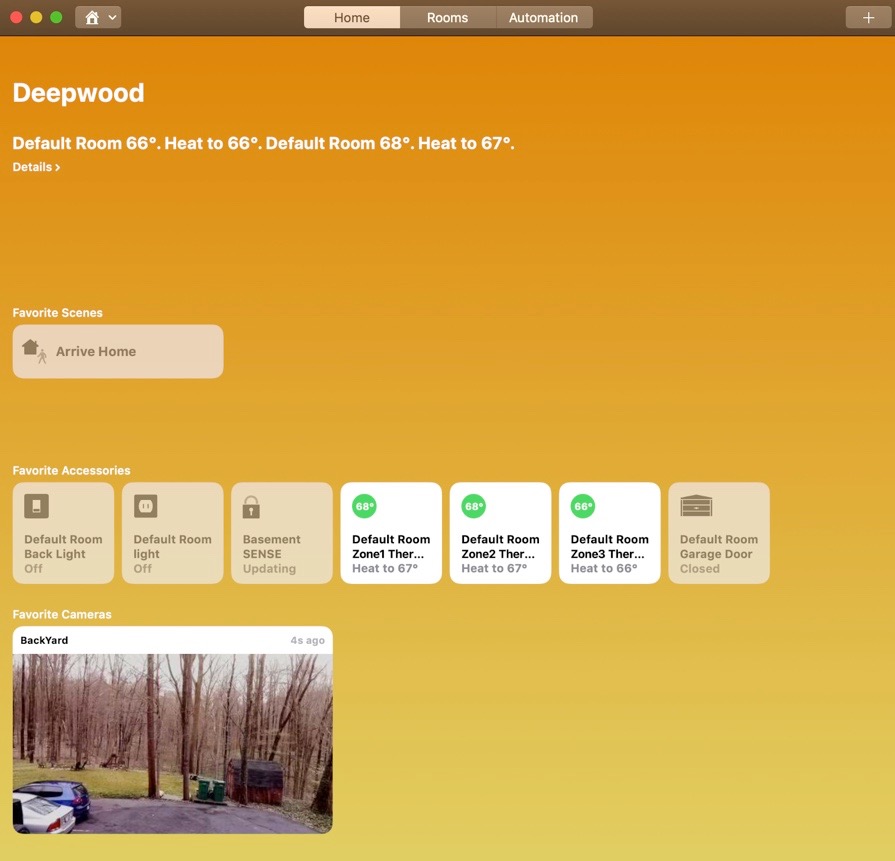 Home Rooms Automation
Deepwood
Default Room 66°. Heat to 66°. Default Room 68°. Heat to 67°.
Details >
Favorite Scenes
Arrive Home
Favorite Accessories
Default Room
Back Light
Off
Default Room
light
Off
Basement
SENSE
Updating
68°
Default Room
Zone1 Ther...
Heat to 67°
68°
Default Room
Zone2 Ther...
Heat to 67°
66°
Default Room
Zone3 Ther...
Heat to 66°
Default Room
Garage Door
Closed
Favorite Cameras
BackYard 4s ago